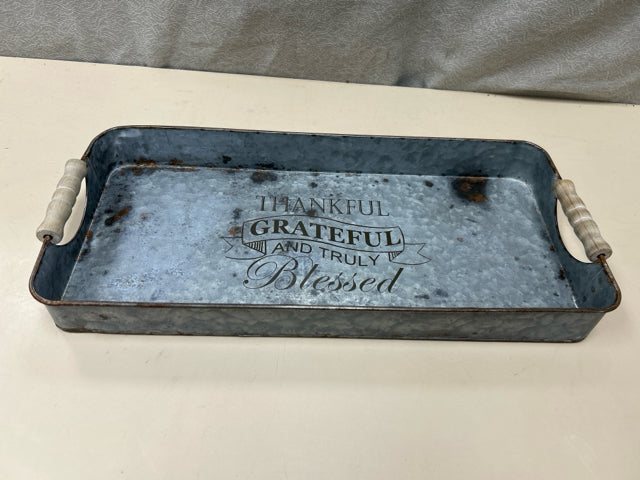 THANKFUL
GRATEFUL
AND TRULY
Blessed